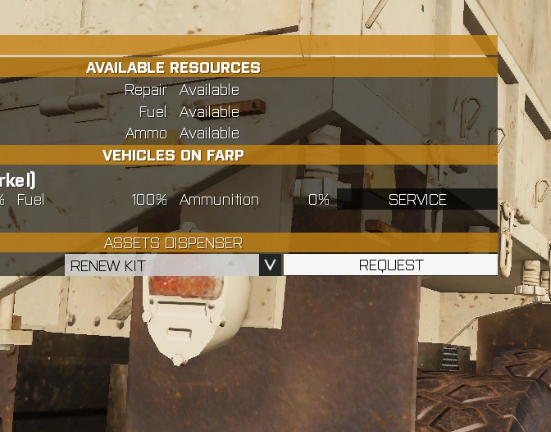 AVAILABLE RESOURCES
Repair Available
Fuel Available
Ammo Available
VEHICLES ON FARP
rkel)
% Fuel 100% Ammunition 0% SERVICE
ASSETS DISPENSER
RENEW KIT V REQUEST